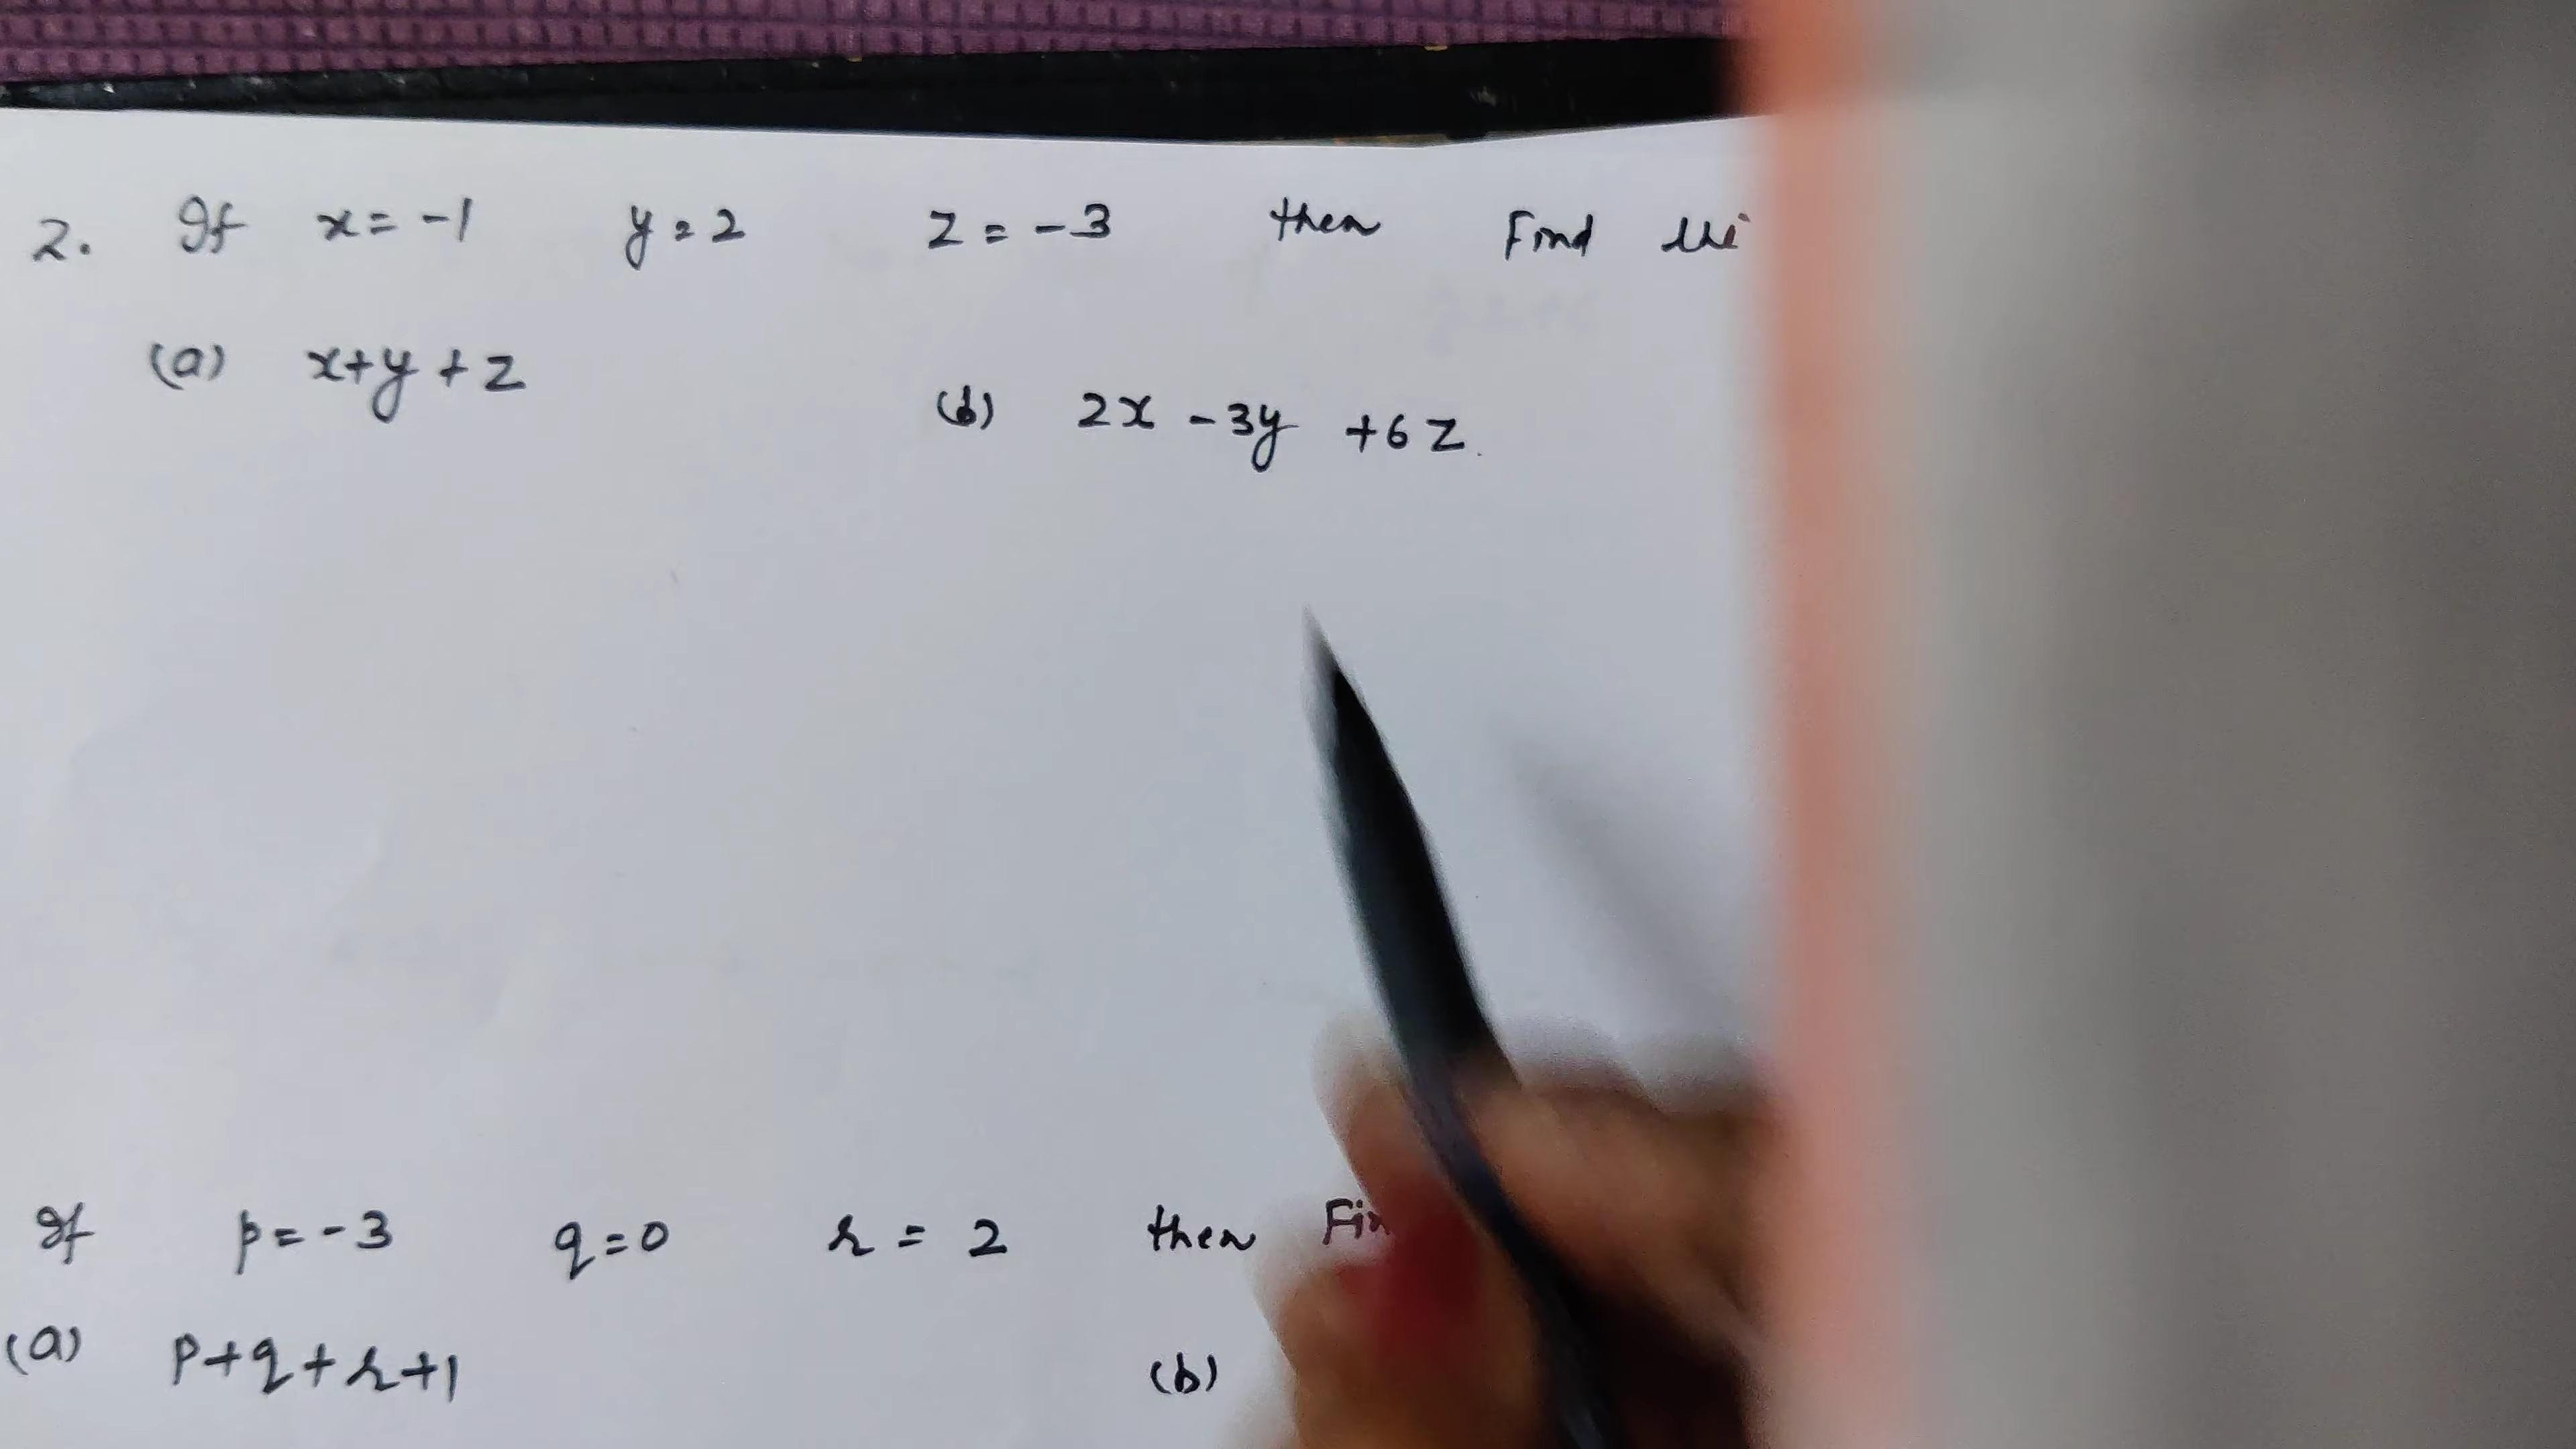 2. If x = -1 y = 2 z = -3 then Find
(a) x+y+z
(b) 2x -3y +6z
If p = -3 q = 0 r = 2 then
(a) p+q+r+1
(b)